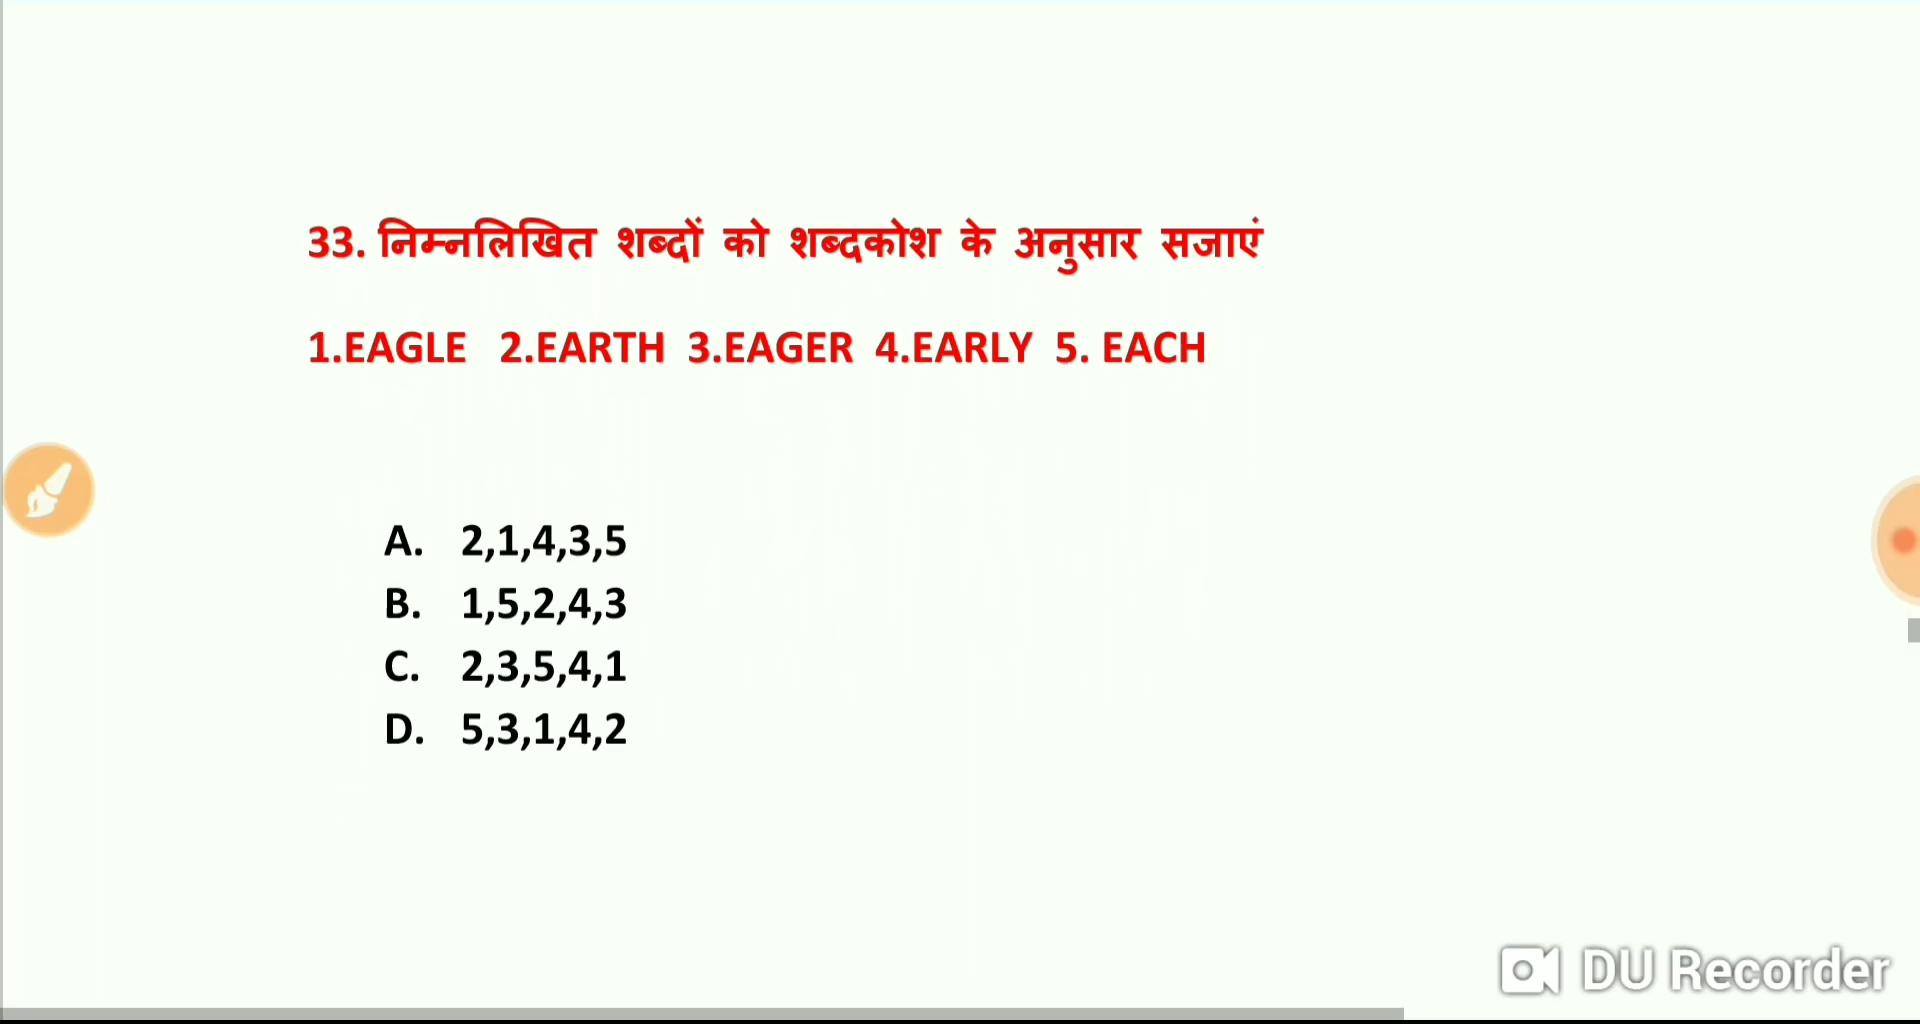 33. निम्नलिखित शब्दों को शब्दकोश के अनुसार सजाएं
1.EAGLE 2.EARTH 3.EAGER 4.EARLY 5. EACH
A. 2,1,4,3,5
B. 1,5,2,4,3
C. 2,3,5,4,1
D. 5,3,1,4,2
DU Recorder